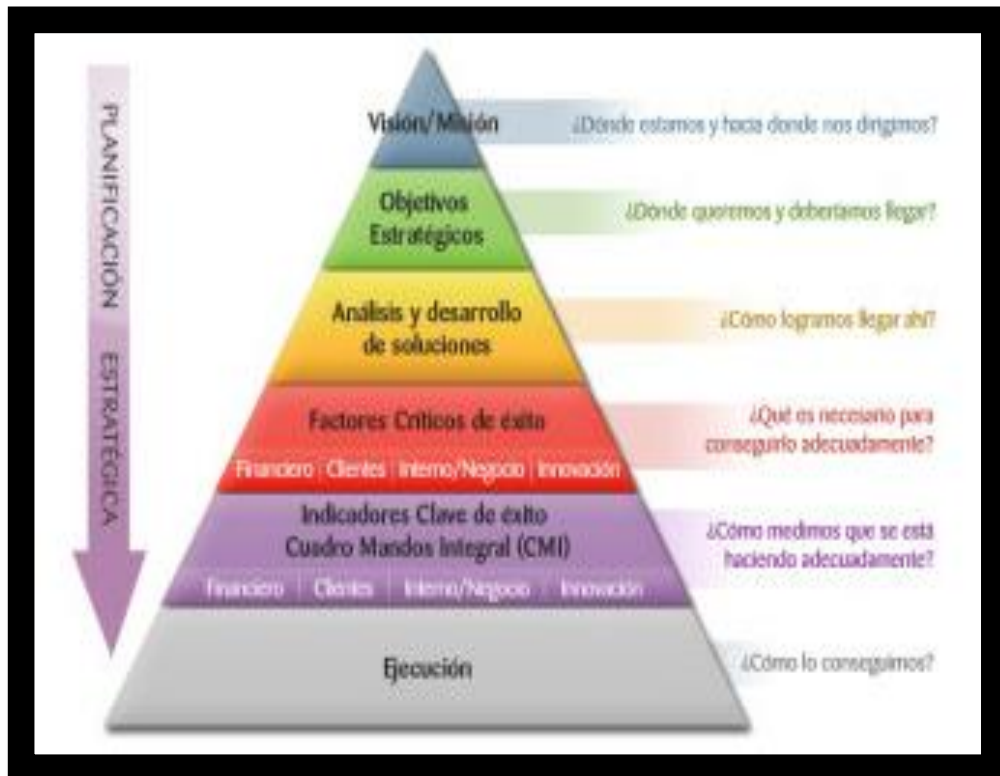 PLANIFICACIÓN ESTRATÉGICA
Visión/Misión
¿Dónde estamos y hacia donde nos dirigimos?
Objetivos
Estratégicos
¿Dónde queremos y deberíamos llegar?
Análisis y desarrollo
de soluciones
¿Cómo logramos llegar ahí?
Factores Críticos de éxito
Financiero Clientes Interno/Negocio Innovación
¿Qué es necesario para
conseguirlo adecuadamente?
Indicadores Clave de éxito
Cuadro Mandos Integral (CMI)
Financiero Clientes Interno/Negocio Innovación
¿Cómo medimos que se está
haciendo adecuadamente?
Ejecución
¿Cómo lo conseguimos?